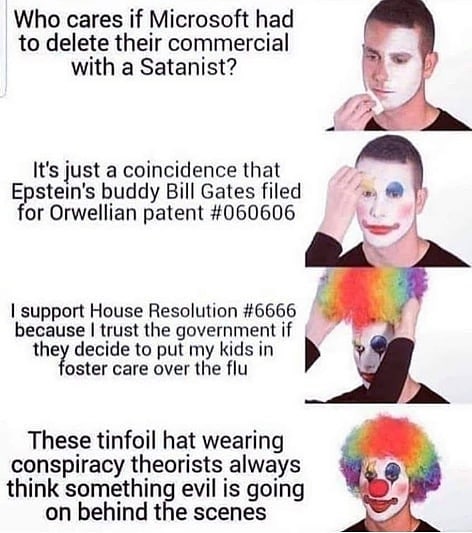 Who cares if Microsoft had
to delete their commercial
with a Satanist?
It's just a coincidence that
Epstein's buddy Bill Gates filed
for Orwellian patent #060606
I support House Resolution #6666
because I trust the government if
they decide to put my kids in
foster care over the flu
These tinfoil hat wearing
conspiracy theorists always
think something evil is going
on behind the scenes